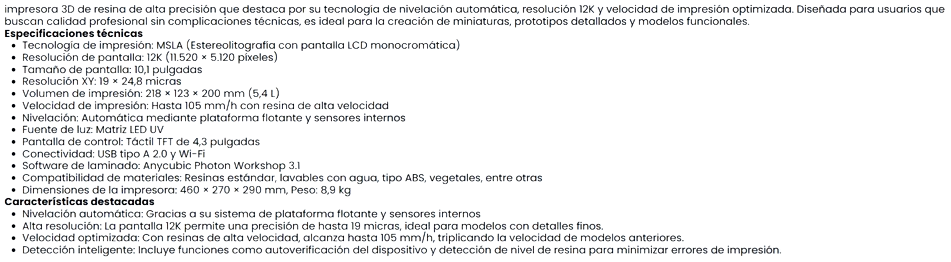 impresora 3D de resina de alta precisión que destaca por su tecnología de nivelación automática, resolución 12K y velocidad de impresión optimizada. Diseñada para usuarios que
buscan calidad profesional sin complicaciones técnicas, es ideal para la creación de miniaturas, prototipos detallados y modelos funcionales.
Especificaciones técnicas
• Tecnología de impresión: MSLA (Estereolitografía con pantalla LCD monocromática)
• Resolución de pantalla: 12K (11.520 × 5.120 píxeles)
• Tamaño de pantalla: 10,1 pulgadas
• Resolución XY: 19 × 24,8 micras
• Volumen de impresión: 218 × 123 × 200 mm (5,4 L)
• Velocidad de impresión: Hasta 105 mm/h con resina de alta velocidad
• Nivelación: Automática mediante plataforma flotante y sensores internos
• Fuente de luz: Matriz LED UV
• Pantalla de control: Táctil TFT de 4,3 pulgadas
• Conectividad: USB tipo A 2.0 y Wi-Fi
• Software de laminado: Anycubic Photon Workshop 3.1
• Compatibilidad de materiales: Resinas estándar, lavables con agua, tipo ABS, vegetales, entre otras
• Dimensiones de la impresora: 460 × 270 × 290 mm, Peso: 8,9 kg
Características destacadas
• Nivelación automática: Gracias a su sistema de plataforma flotante y sensores internos
• Alta resolución: La pantalla 12K permite una precisión de hasta 19 micras, ideal para modelos con detalles finos.
• Velocidad optimizada: Con resinas de alta velocidad, alcanza hasta 105 mm/h, triplicando la velocidad de modelos anteriores.
• Detección inteligente: Incluye funciones como autoverificación del dispositivo y detección de nivel de resina para minimizar errores de impresión.